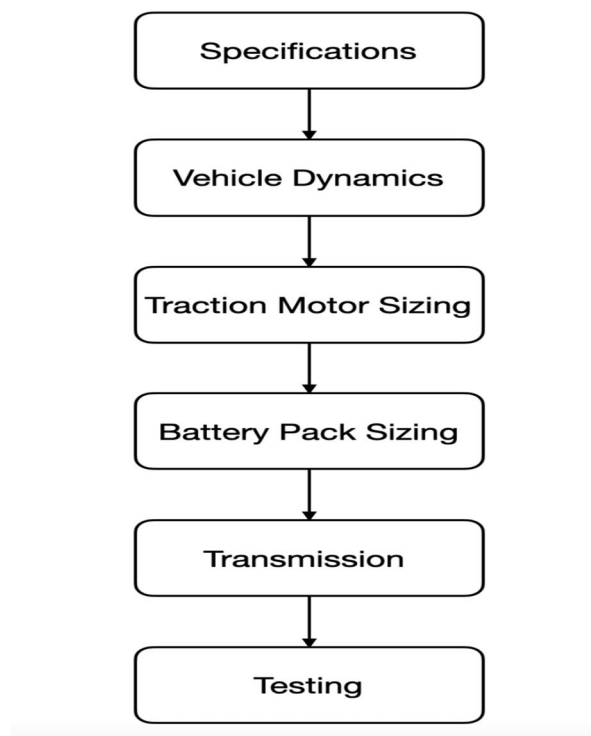 Specifications
Vehicle Dynamics
Traction Motor Sizing
Battery Pack Sizing
Transmission
Testing